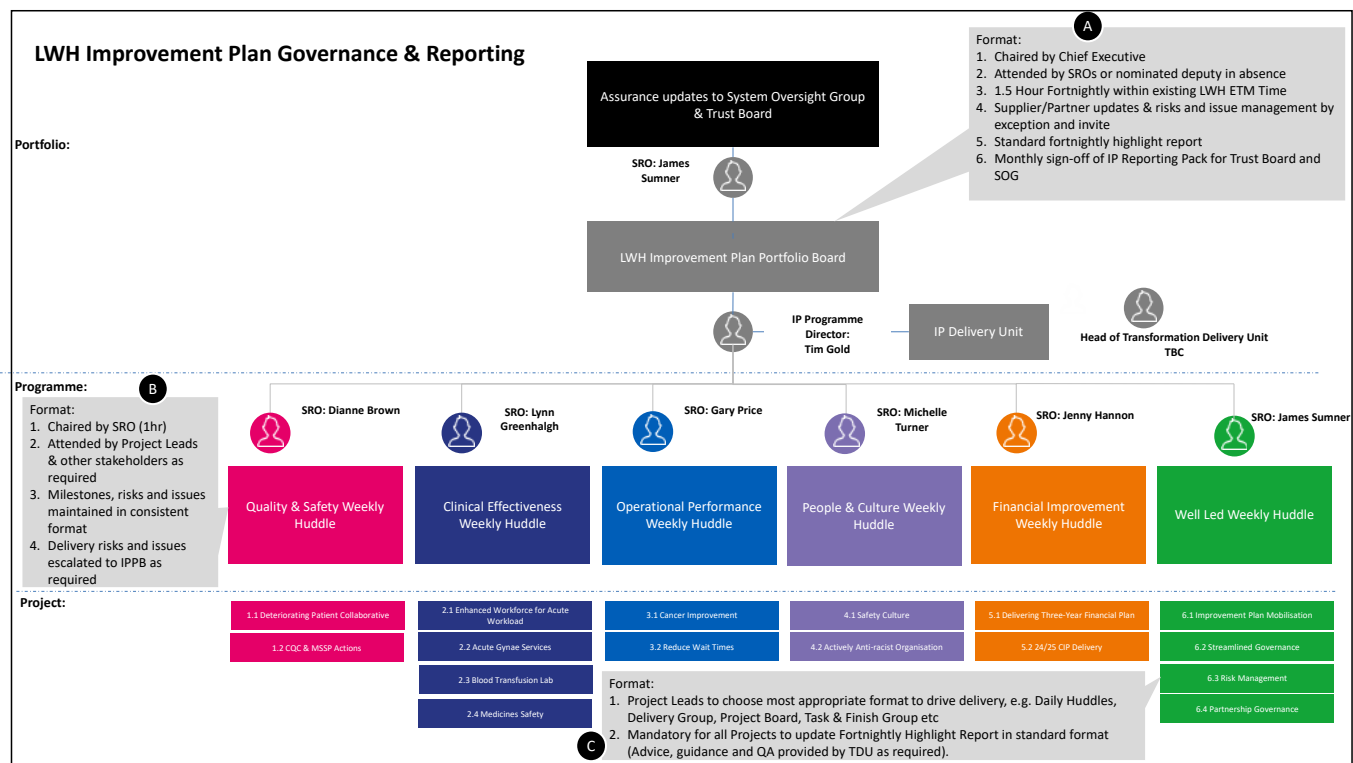 LWH Improvement Plan Governance & Reporting
A
Format:
1. Chaired by Chief Executive
2. Attended by SROs or nominated deputy in absence
3. 1.5 Hour Fortnightly within existing LWH ETM Time
4. Supplier/Partner updates & risks and issue management by
exception and invite
5. Standard fortnightly highlight report
6. Monthly sign-off of IP Reporting Pack for Trust Board and
SOG
Assurance updates to System Oversight Group
& Trust Board
Portfolio:
SRO: James
Sumner
LWH Improvement Plan Portfolio Board
IP Programme
Director:
Tim Gold
IP Delivery Unit
Head of Transformation Delivery Unit
TBC
Programme:
B
Format:
1. Chaired by SRO (1hr)
2. Attended by Project Leads
& other stakeholders as
required
3. Milestones, risks and issues
maintained in consistent
format
4. Delivery risks and issues
escalated to IPPB as
required
SRO: Dianne Brown
SRO: Lynn
Greenhalgh
SRO: Gary Price
SRO: Michelle
Turner
SRO: Jenny Hannon
SRO: James Sumner
Quality & Safety Weekly
Huddle
Clinical Effectiveness
Weekly Huddle
Operational Performance
Weekly Huddle
People & Culture Weekly
Huddle
Financial Improvement
Weekly Huddle
Well Led Weekly Huddle
Project:
1.1 Deteriorating Patient Collaborative
1.2 CQC & MSSP Actions
2.1 Enhanced Workforce for Acute
Workload
2.2 Acute Gynae Services
2.3 Blood Transfusion Lab
2.4 Medicines Safety
3.1 Cancer Improvement
3.2 Reduce Wait Times
4.1 Safety Culture
4.2 Actively Anti-racist Organisation
5.1 Delivering Three-Year Financial Plan
5.2 24/25 CIP Delivery
6.1 Improvement Plan Mobilisation
6.2 Streamlined Governance
6.3 Risk Management
6.4 Partnership Governance
C
Format:
1. Project Leads to choose most appropriate format to drive delivery, e.g. Daily Huddles,
Delivery Group, Project Board, Task & Finish Group etc
2. Mandatory for all Projects to update Fortnightly Highlight Report in standard format
(Advice, guidance and QA provided by TDU as required).